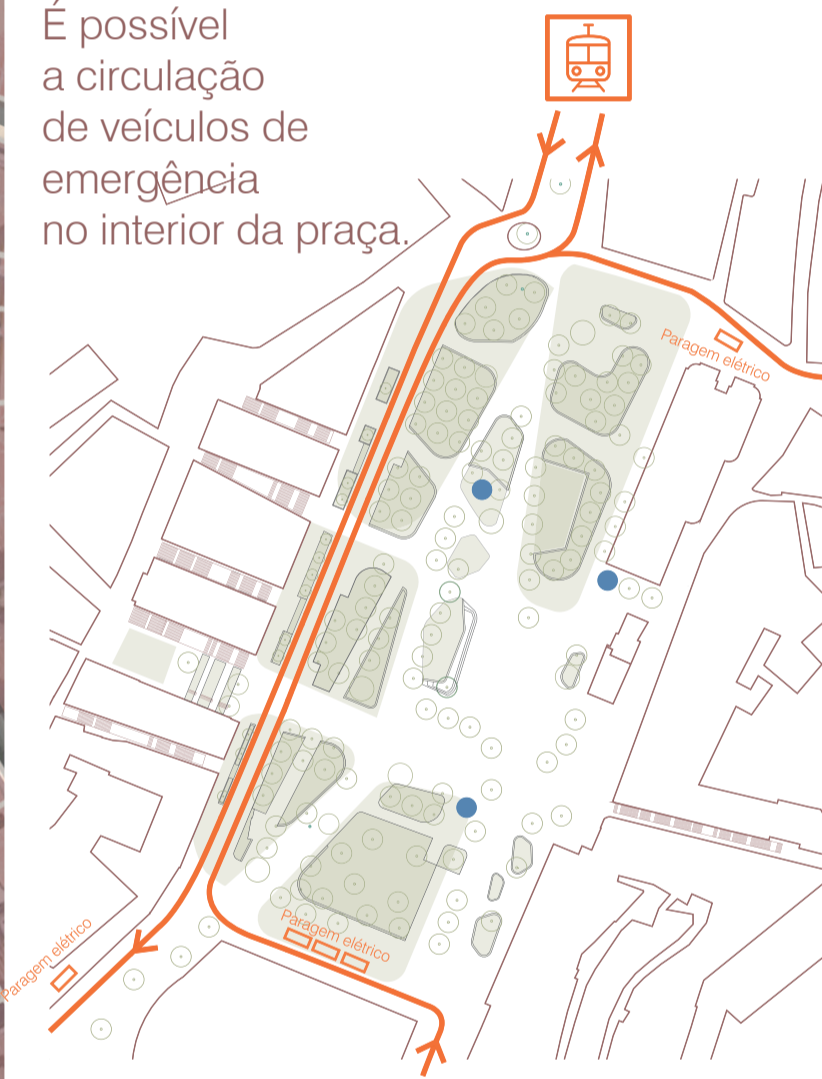 É possível
a circulação
de veículos de
emergência
no interior da praça.
Paragem elétrico
Paragem elétrico
Paragem elétrico